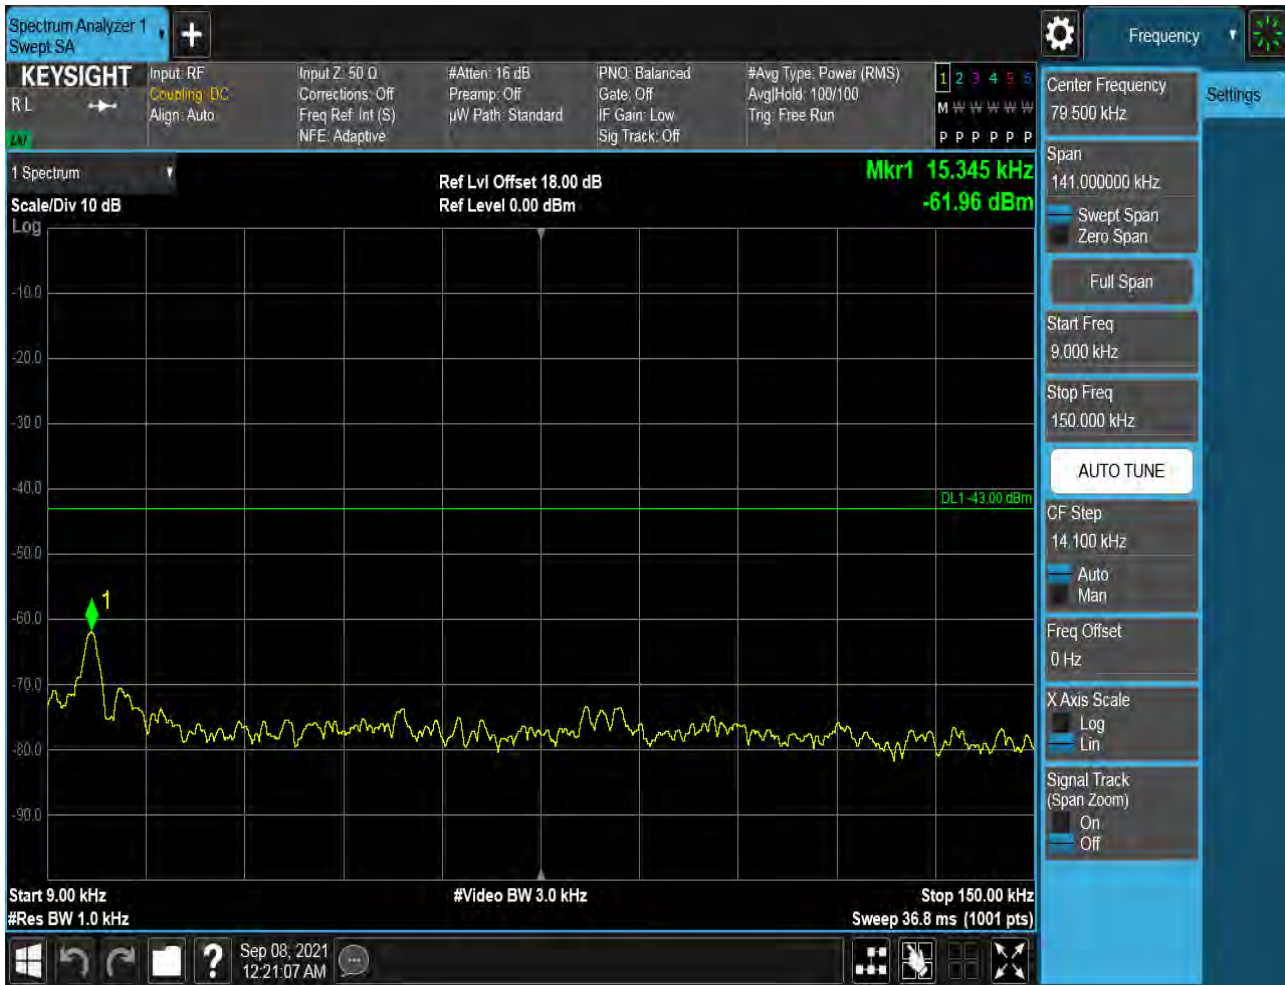 Spectrum Analyzer 1
Swept SA
+
Frequency
KEYSIGHT
R L
LXI
Input: RF
Coupling: DC
Align: Auto
Input Z: 50 Ω
Corrections: Off
Freq Ref: Int (S)
NFE: Adaptive
#Atten: 16 dB
Preamp: Off
µW Path: Standard
PNO: Balanced
Gate: Off
IF Gain: Low
Sig Track: Off
#Avg Type: Power (RMS)
Avg|Hold: 100/100
Trig: Free Run
1 2 3 4 5 6
M W W W W W
P P P P P P
1 Spectrum
Scale/Div 10 dB
Log
Ref Lvl Offset 18.00 dB
Ref Level 0.00 dBm
Mkr1 15.345 kHz
-61.96 dBm
-10.0
-20.0
-30.0
-40.0
DL1 -43.00 dBm
-50.0
1
-60.0
-70.0
-80.0
-90.0
Start 9.00 kHz
#Res BW 1.0 kHz
#Video BW 3.0 kHz
Stop 150.00 kHz
Sweep 36.8 ms (1001 pts)
Sep 08, 2021
12:21:07 AM
?
Center Frequency
79.500 kHz
Settings
Span
141.000000 kHz
Swept Span
Zero Span
Full Span
Start Freq
9.000 kHz
Stop Freq
150.000 kHz
AUTO TUNE
CF Step
14.100 kHz
Auto
Man
Freq Offset
0 Hz
X Axis Scale
Log
Lin
Signal Track
(Span Zoom)
On
Off